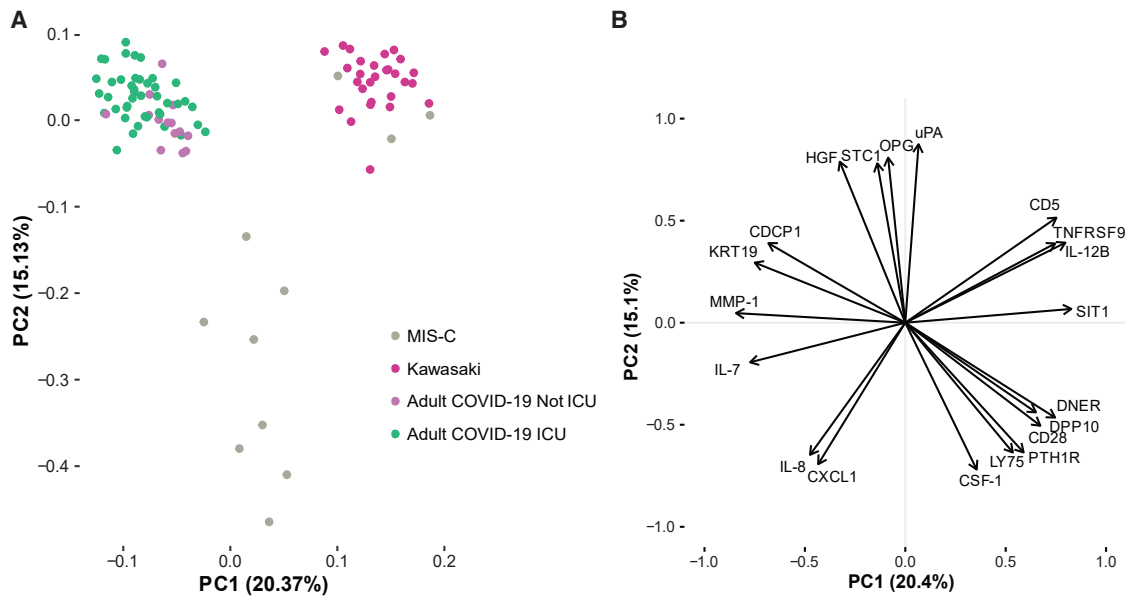 A
0.1
0.0
−0.1
−0.2
−0.3
−0.4
PC2 (15.13%)
MIS-C
Kawasaki
Adult COVID-19 Not ICU
Adult COVID-19 ICU
−0.1
0.0
0.1
0.2
PC1 (20.37%)
B
1.0
0.5
0.0
−0.5
−1.0
PC2 (15.1%)
uPA
OPG
STC1
HGF
CD5
CDCP1
TNFRSF9
KRT19
IL-12B
MMP-1
SIT1
IL-7
DNER
DPP10
CD28
IL-8
LY75
PTH1R
CXCL1
CSF-1
−1.0
−0.5
0.0
0.5
1.0
PC1 (20.4%)